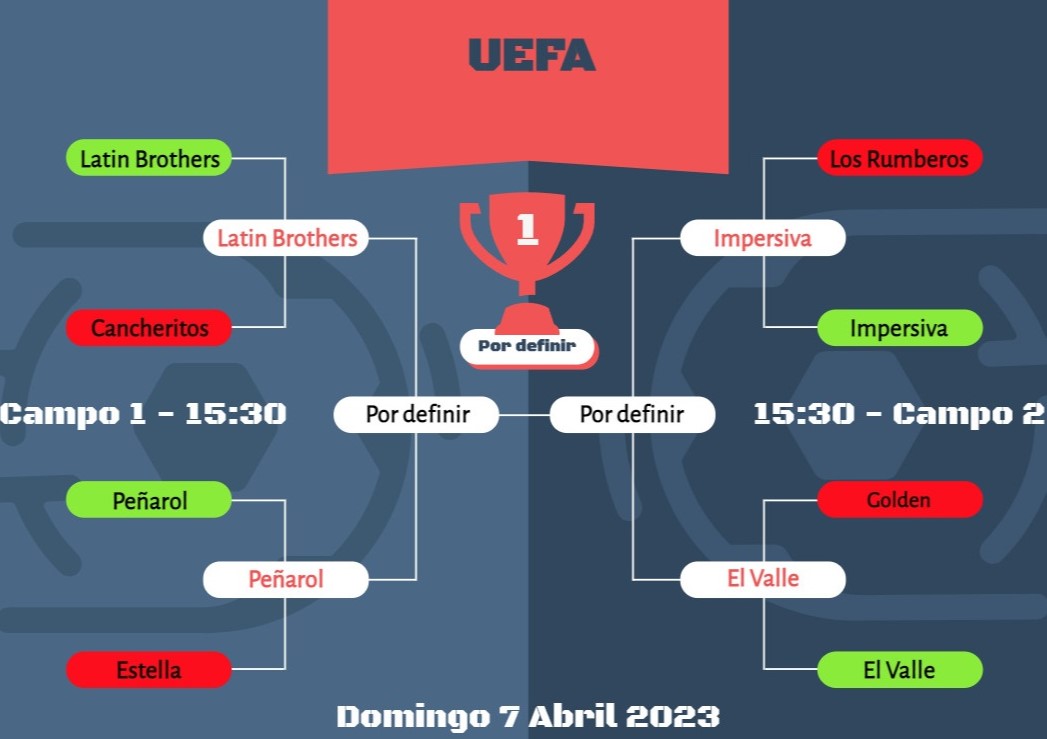 UEFA
Latin Brothers
Los Rumberos
1
Latin Brothers
Impersiva
Cancheritos
Impersiva
Por definir
Campo 1 - 15:30
Por definir
Por definir
15:30 - Campo 2
Peñarol
Golden
Peñarol
El Valle
Estella
El Valle
Domingo 7 Abril 2023